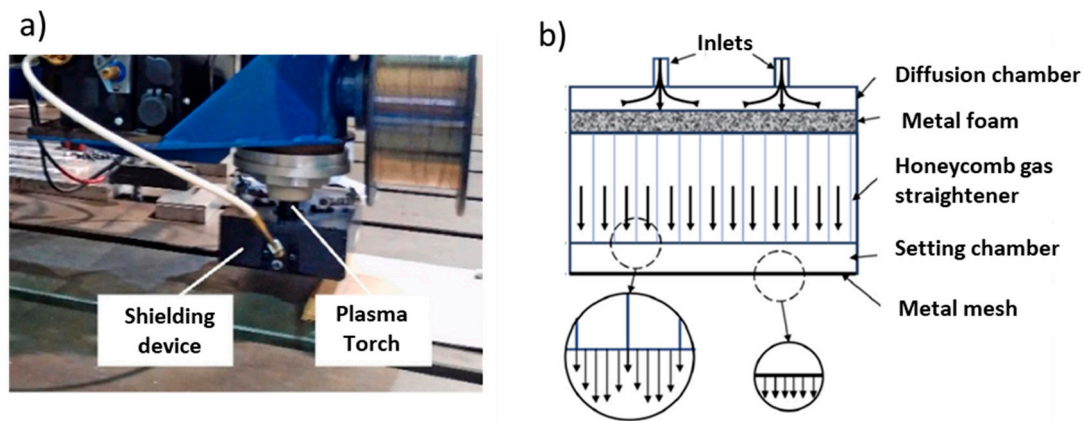 a)
Shielding
device
Plasma
Torch
b)
Inlets
Diffusion chamber
Metal foam
Honeycomb gas
straightener
Setting chamber
Metal mesh